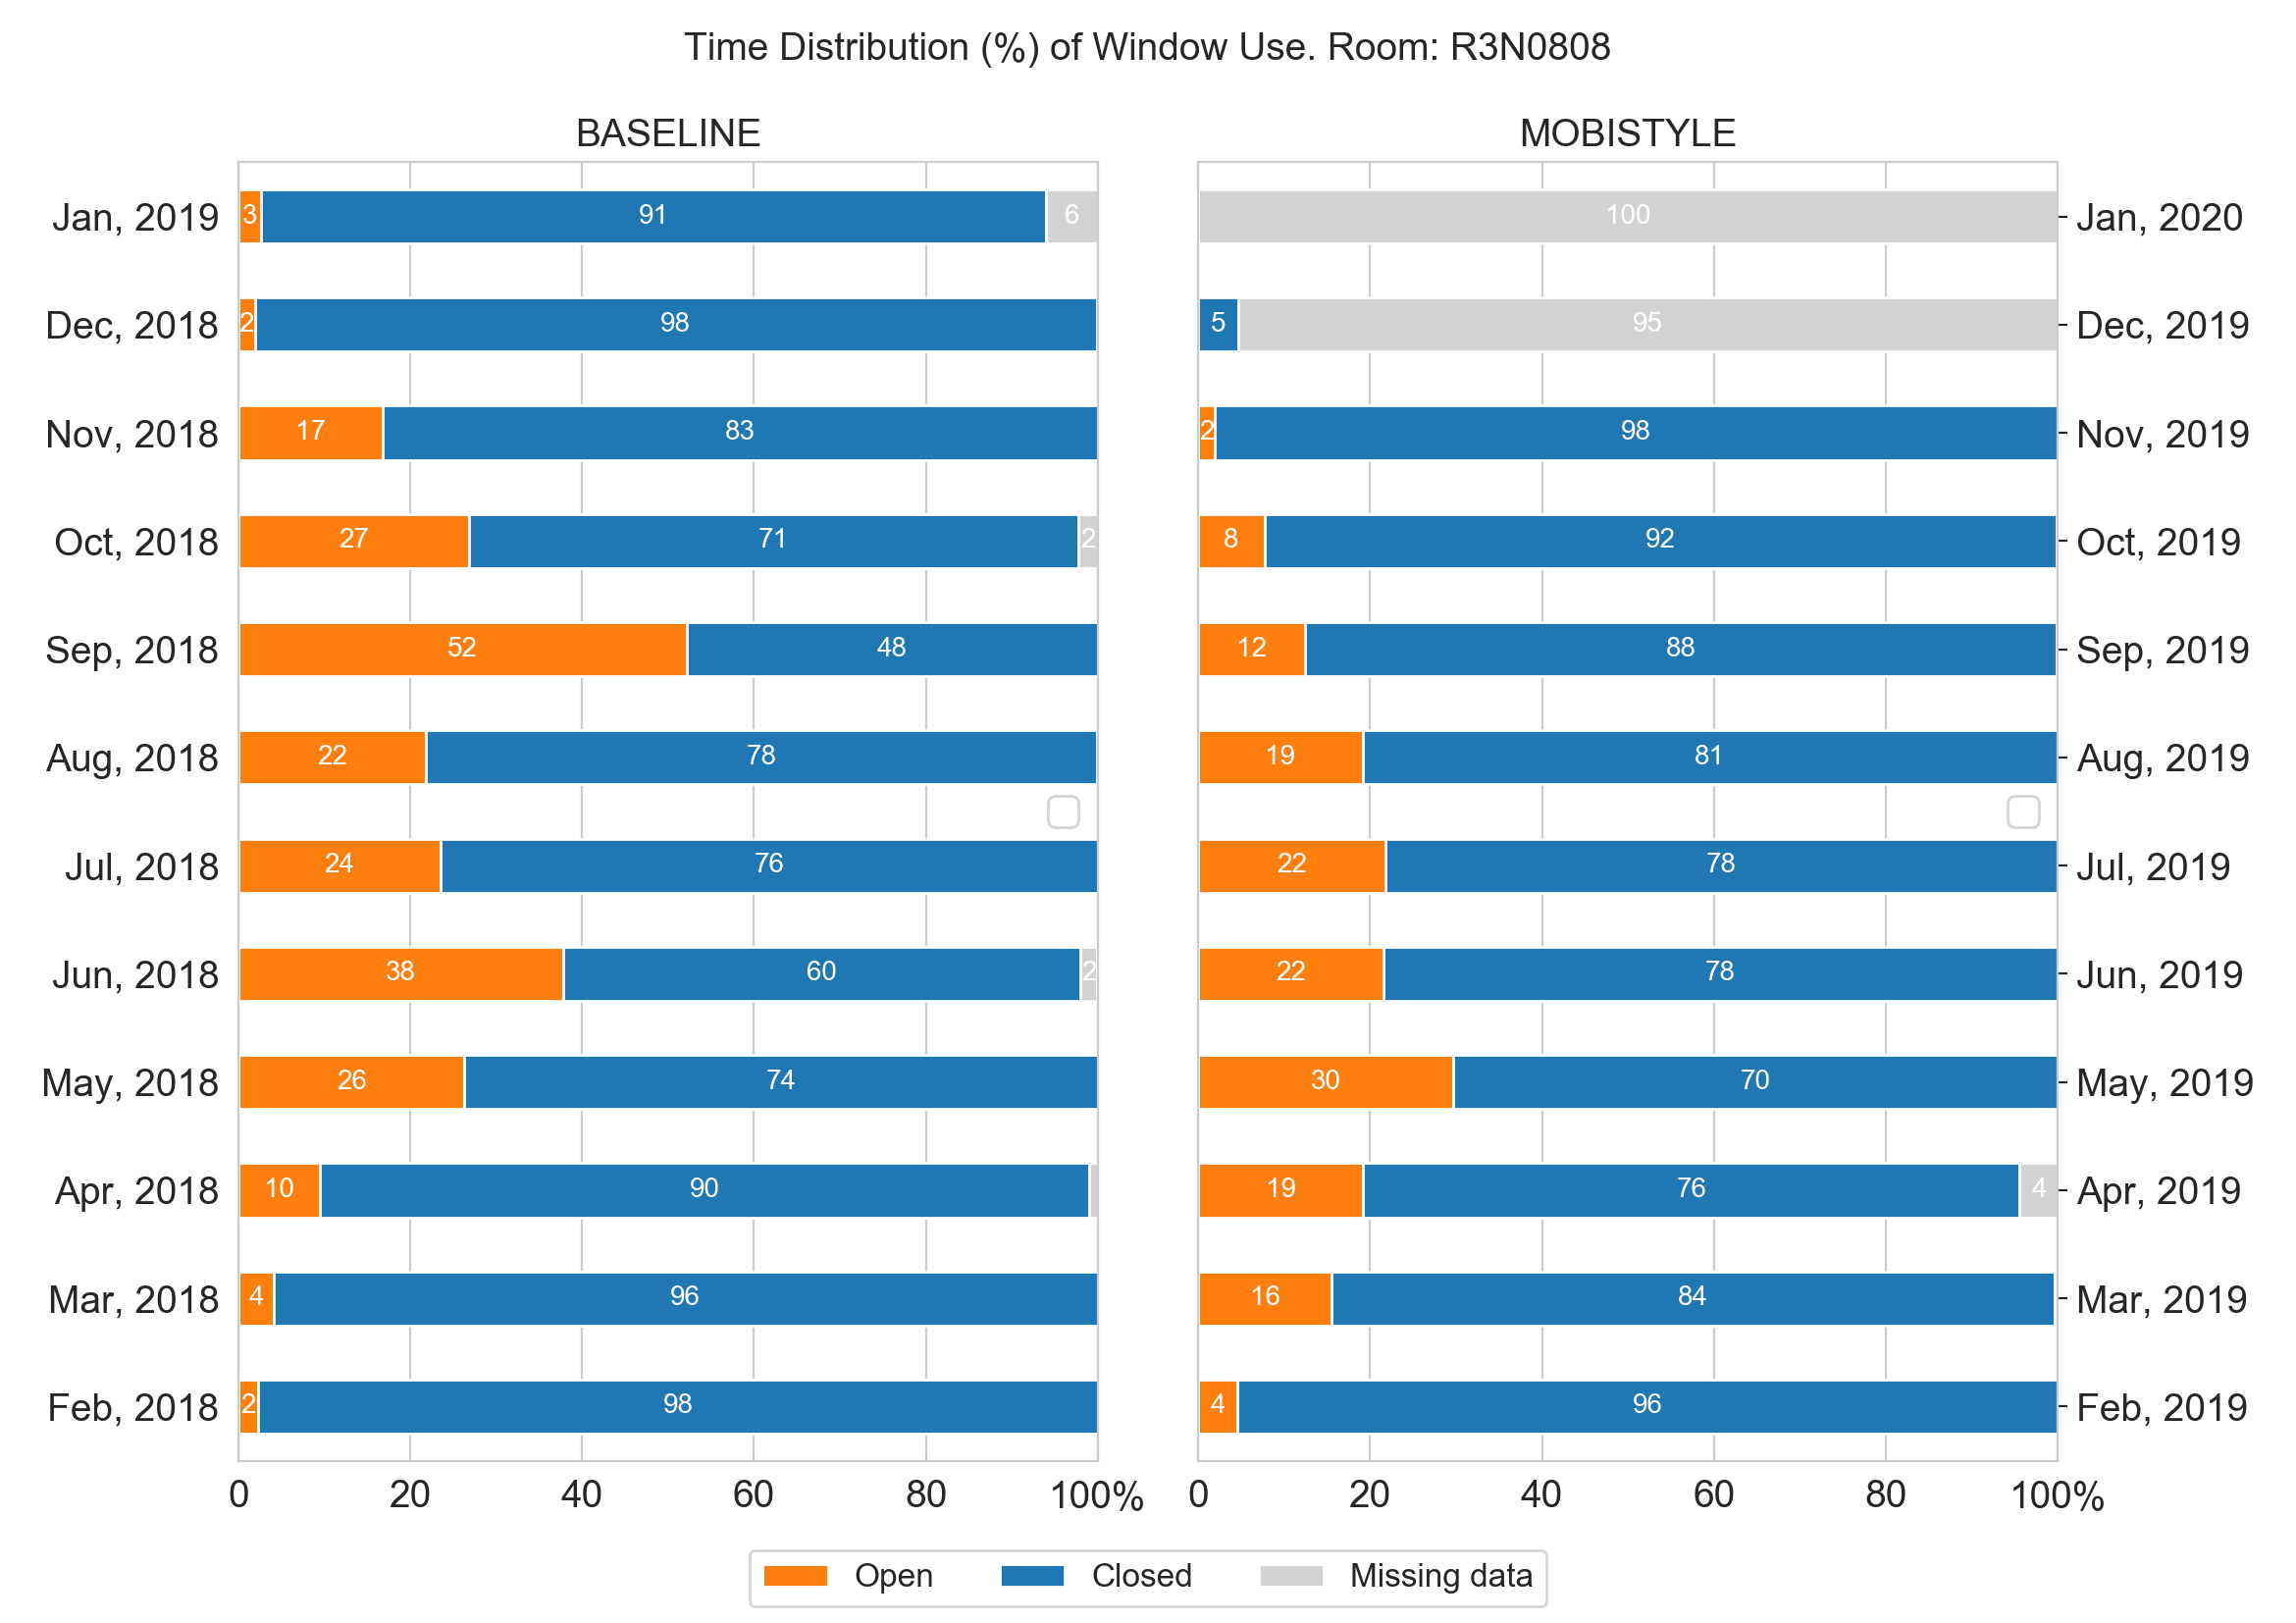 Time Distribution (%) of Window Use. Room: R3N0808
BASELINE
MOBISTYLE
Jan, 2019 3 91 6
100 Jan, 2020
Dec, 2018 2 98
5 95 Dec, 2019
Nov, 2018 17 83
2 98 Nov, 2019
Oct, 2018 27 71 2
8 92 Oct, 2019
Sep, 2018 52 48
12 88 Sep, 2019
Aug, 2018 22 78
19 81 Aug, 2019
Jul, 2018 24 76
22 78 Jul, 2019
Jun, 2018 38 60 2
22 78 Jun, 2019
May, 2018 26 74
30 70 May, 2019
Apr, 2018 10 90
19 76 4 Apr, 2019
Mar, 2018 4 96
16 84 Mar, 2019
Feb, 2018 2 98
4 96 Feb, 2019
0 20 40 60 80 100%
0 20 40 60 80 100%
Open Closed Missing data